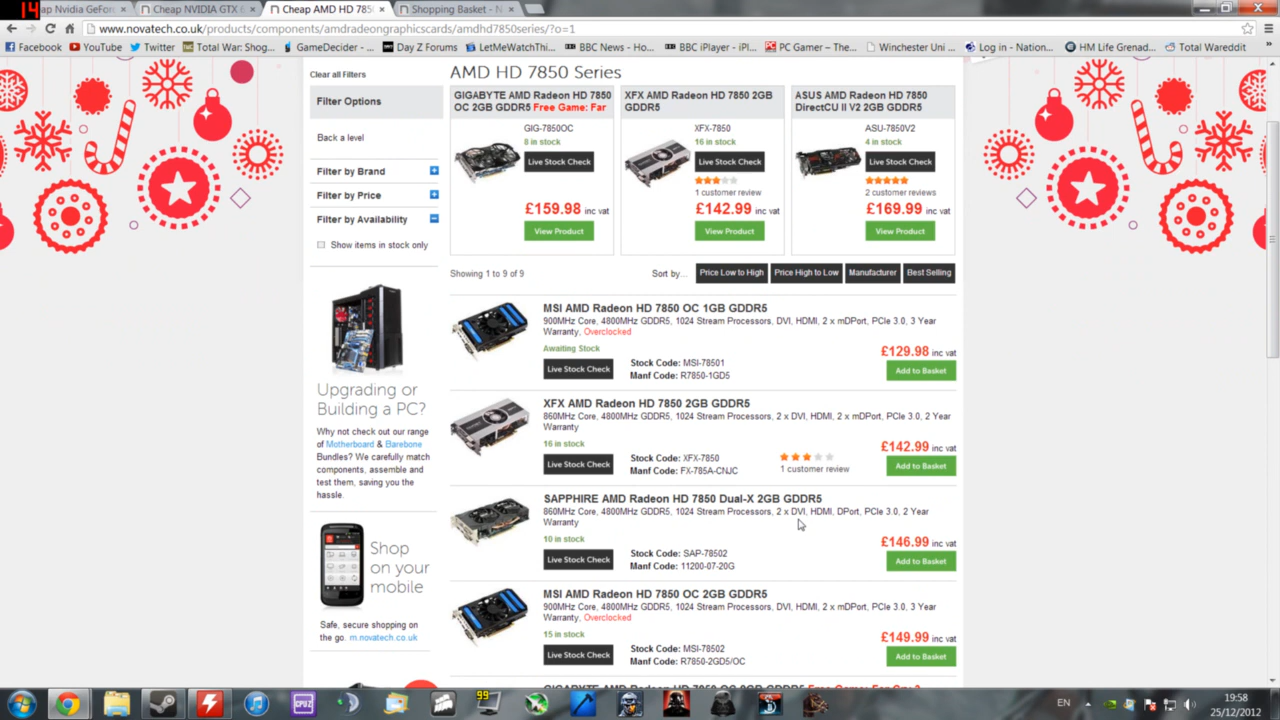 14
ap Nvidia GeFor
Cheap NVIDIA GTX 6
Cheap AMD HD 785
Shopping Basket - N
www.novatech.co.uk/products/components/amdradeongraphicscards/amdhd7850series/?o=1
Facebook
YouTube
Twitter
Total War: Shog...
GameDecider - ...
Day Z Forums
LetMeWatchThi...
BBC News - Ho...
BBC iPlayer - iPl...
PC Gamer ~ The...
Winchester Uni ...
Log in - Nation...
HM Life Grenad...
Total Wareddit
»
Clear all Filters
Filter Options
Back a level
Filter by Brand
Filter by Price
Filter by Availability
Show items in stock only
Upgrading or
Building a PC?
Why not check out our range
of Motherboard & Barebone
Bundles? We carefully match
components, assemble and
test them, saving you the
hassle.
Shop
on your
mobile
Safe, secure shopping on
the go. m.novatech.co.uk
AMD HD 7850 Series
GIGABYTE AMD Radeon HD 7850
OC 2GB GDDR5 Free Game: Far
GIG-7850OC
8 in stock
Live Stock Check
£159.98 inc vat
View Product
XFX AMD Radeon HD 7850 2GB
GDDR5
XFX-7850
16 in stock
Live Stock Check
1 customer review
£142.99 inc vat
View Product
ASUS AMD Radeon HD 7850
DirectCU II V2 2GB GDDR5
ASU-7850V2
4 in stock
Live Stock Check
2 customer reviews
£169.99 inc vat
View Product
Showing 1 to 9 of 9
Sort by...
Price Low to High
Price High to Low
Manufacturer
Best Selling
MSI AMD Radeon HD 7850 OC 1GB GDDR5
900MHz Core, 4800MHz GDDR5, 1024 Stream Processors, DVI, HDMI, 2 x mDPort, PCIe 3.0, 3 Year
Warranty, Overclocked
Awaiting Stock
Live Stock Check
Stock Code: MSI-78501
Manf Code: R7850-1GD5
£129.98 inc vat
Add to Basket
XFX AMD Radeon HD 7850 2GB GDDR5
860MHz Core, 4800MHz GDDR5, 1024 Stream Processors, 2 x DVI, HDMI, 2 x mDPort, PCIe 3.0, 2 Year
Warranty
16 in stock
Live Stock Check
Stock Code: XFX-7850
Manf Code: FX-785A-CNJC
1 customer review
£142.99 inc vat
Add to Basket
SAPPHIRE AMD Radeon HD 7850 Dual-X 2GB GDDR5
860MHz Core, 4800MHz GDDR5, 1024 Stream Processors, 2 x DVI, HDMI, DPort, PCIe 3.0, 2 Year
Warranty
10 in stock
Live Stock Check
Stock Code: SAP-78502
Manf Code: 11200-07-20G
£146.99 inc vat
Add to Basket
MSI AMD Radeon HD 7850 OC 2GB GDDR5
900MHz Core, 4800MHz GDDR5, 1024 Stream Processors, DVI, HDMI, 2 x mDPort, PCIe 3.0, 3 Year
Warranty, Overclocked
15 in stock
Live Stock Check
Stock Code: MSI-78502
Manf Code: R7850-2GD5/OC
£149.99 inc vat
Add to Basket
CPU Z
99
EN
19:58
25/12/2012